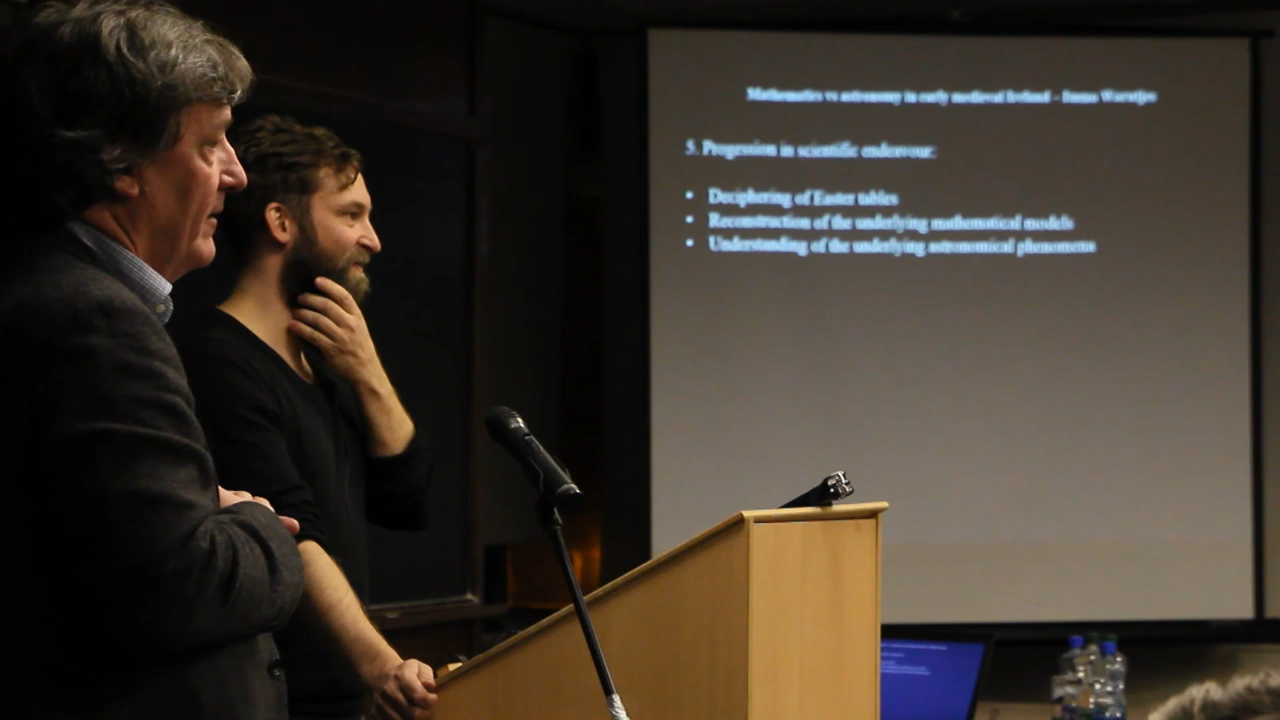 Mathematics vs astronomy in early medieval Ireland – Immo Warntjes
5. Progession in scientific endeavour:
• Deciphering of Easter tables
• Reconstruction of the underlying mathematical models
• Understanding of the underlying astronomical phenomena